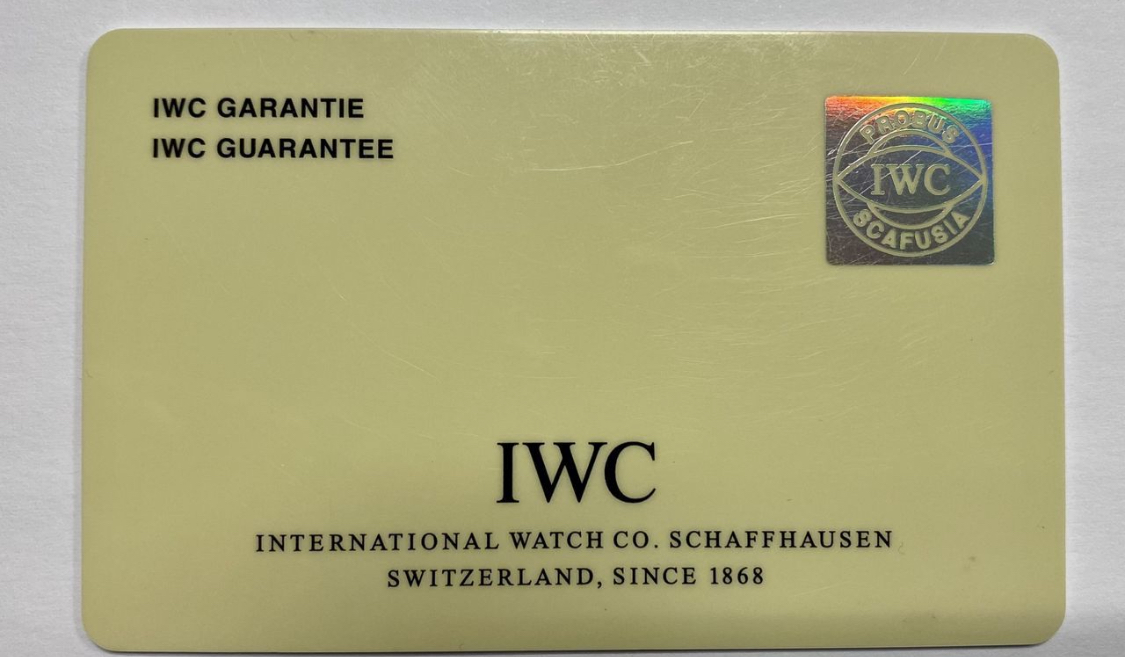 IWC GARANTIE
IWC GUARANTEE
PROBUS
IWC
SCAFUSIA
IWC
INTERNATIONAL WATCH CO. SCHAFFHAUSEN
SWITZERLAND, SINCE 1868